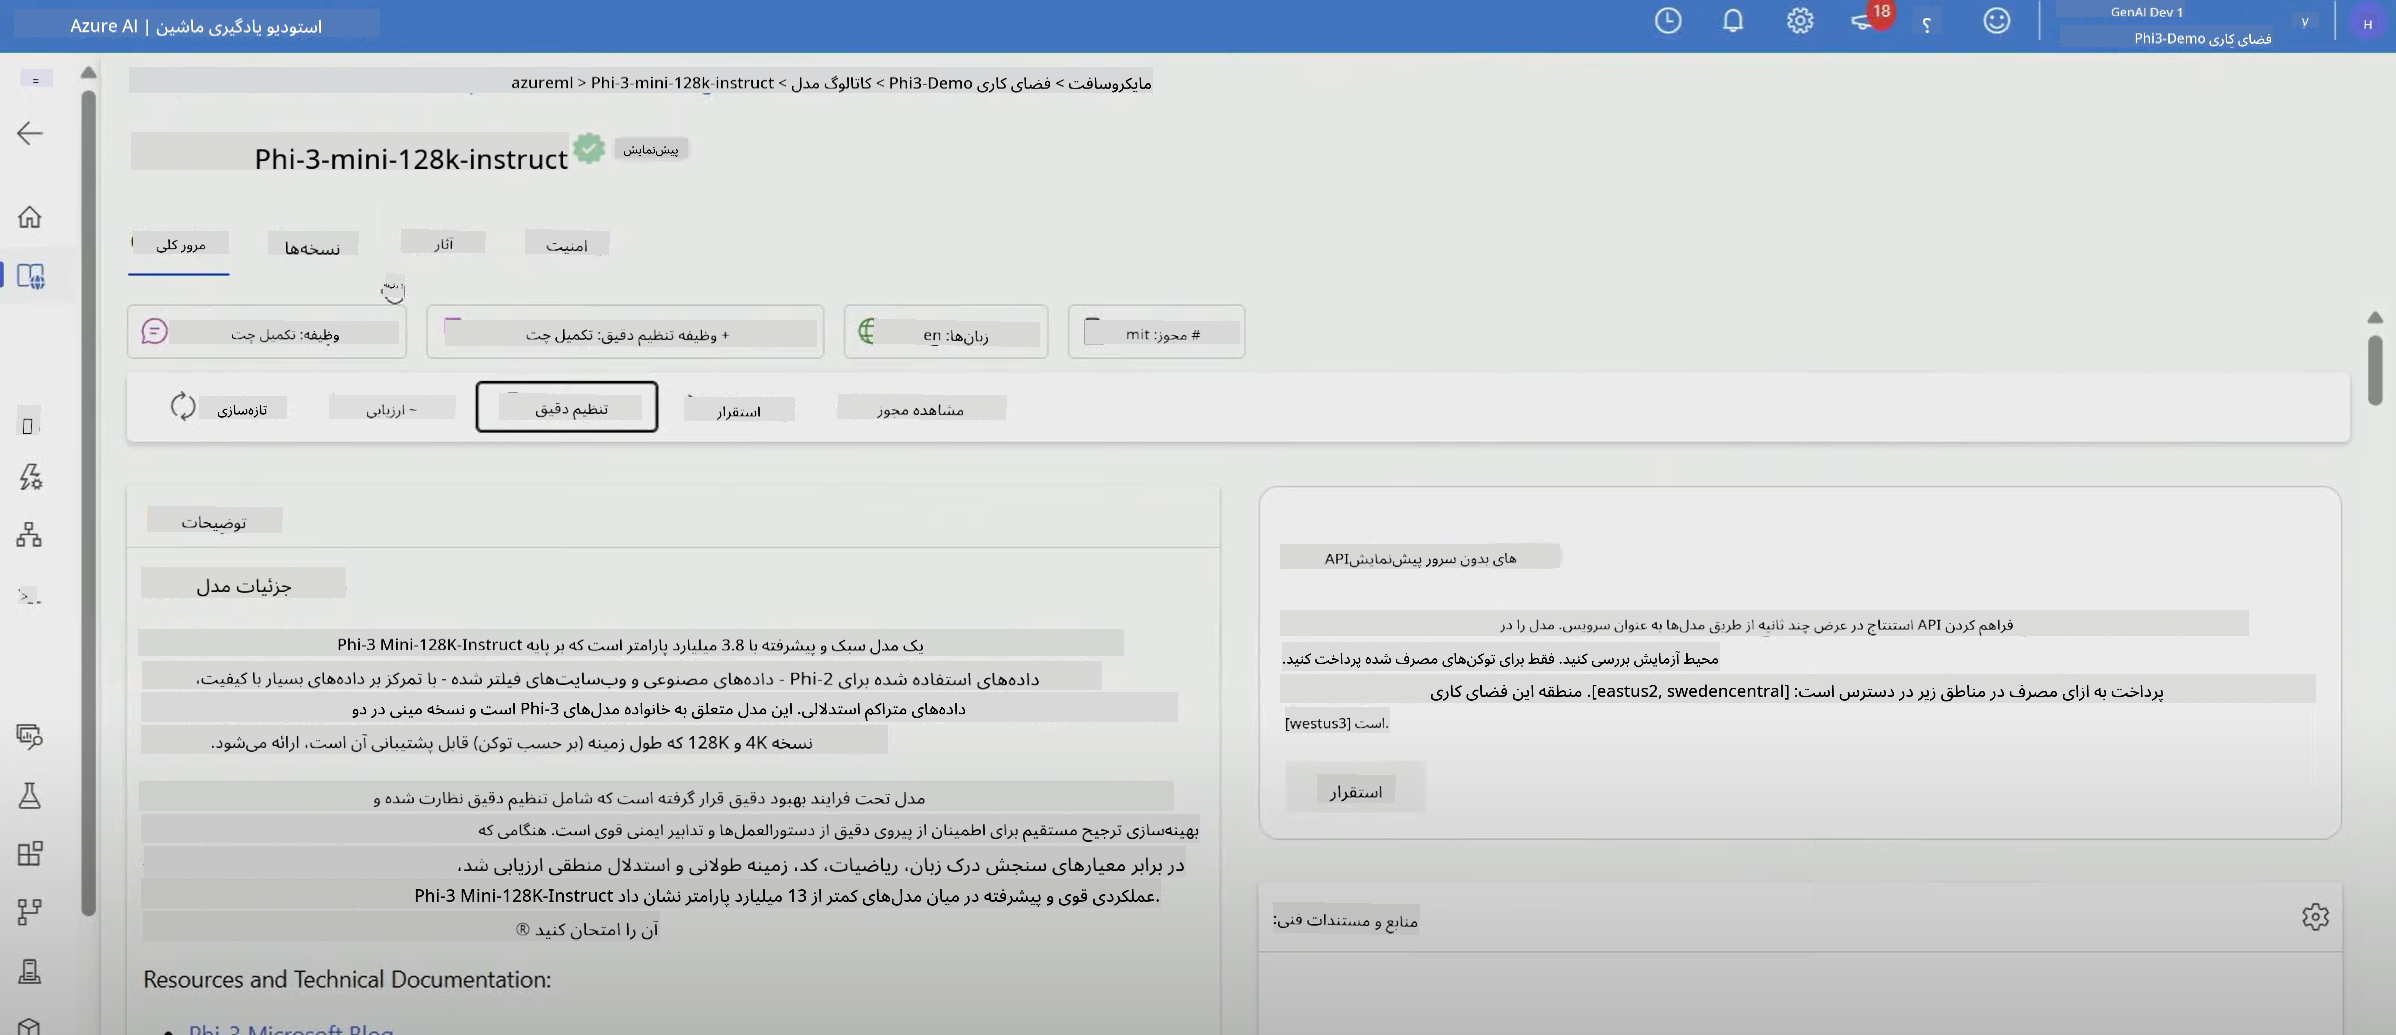 Azure AI | استودیو یادگیری ماشین
18
؟
GenAI Dev 1
فضای کاری Phi3-Demo
H
مایکروسافت > فضای کاری Phi3-Demo > کاتالوگ مدل > azureml > Phi-3-mini-128k-instruct
Phi-3-mini-128k-instruct
پیش‌نمایش
مرور کلی
نسخه‌ها
آثار
امنیت
وظیفه: تکمیل چت
+ وظیفه تنظیم دقیق: تکمیل چت
زبان‌ها: en
# مجوز: mit
تازه‌سازی
~ ارزیابی
تنظیم دقیق
استقرار
مشاهده مجوز
توضیحات
جزئیات مدل
یک مدل سبک و پیشرفته با 3.8 میلیارد پارامتر است که بر پایه Phi-3 Mini-128K-Instruct
داده‌های استفاده شده برای Phi-2 - داده‌های مصنوعی و وب‌سایت‌های فیلتر شده - با تمرکز بر داده‌های بسیار با کیفیت،
داده‌های متراکم استدلالی. این مدل متعلق به خانواده مدل‌های Phi-3 است و نسخه مینی در دو
نسخه 4K و 128K که طول زمینه (بر حسب توکن) قابل پشتیبانی آن است، ارائه می‌شود.
مدل تحت فرایند بهبود دقیق قرار گرفته است که شامل تنظیم دقیق نظارت شده و
بهینه‌سازی ترجیح مستقیم برای اطمینان از پیروی دقیق از دستورالعمل‌ها و تدابیر ایمنی قوی است. هنگامی که
در برابر معیارهای سنجش درک زبان، ریاضیات، کد، زمینه طولانی و استدلال منطقی ارزیابی شد،
عملکردی قوی و پیشرفته در میان مدل‌های کمتر از 13 میلیارد پارامتر نشان داد Phi-3 Mini-128K-Instruct.
آن را امتحان کنید ®
Resources and Technical Documentation:
• Phi-3 Microsoft Blog
های بدون سرور پیش‌نمایشAPI
فراهم کردن API استنتاج در عرض چند ثانیه از طریق مدل‌ها به عنوان سرویس. مدل را در
محیط آزمایش بررسی کنید. فقط برای توکن‌های مصرف شده پرداخت کنید.
پرداخت به ازای مصرف در مناطق زیر در دسترس است: [eastus2, swedencentral]. منطقه این فضای کاری
[westus3] است.
استقرار
منابع و مستندات فنی: